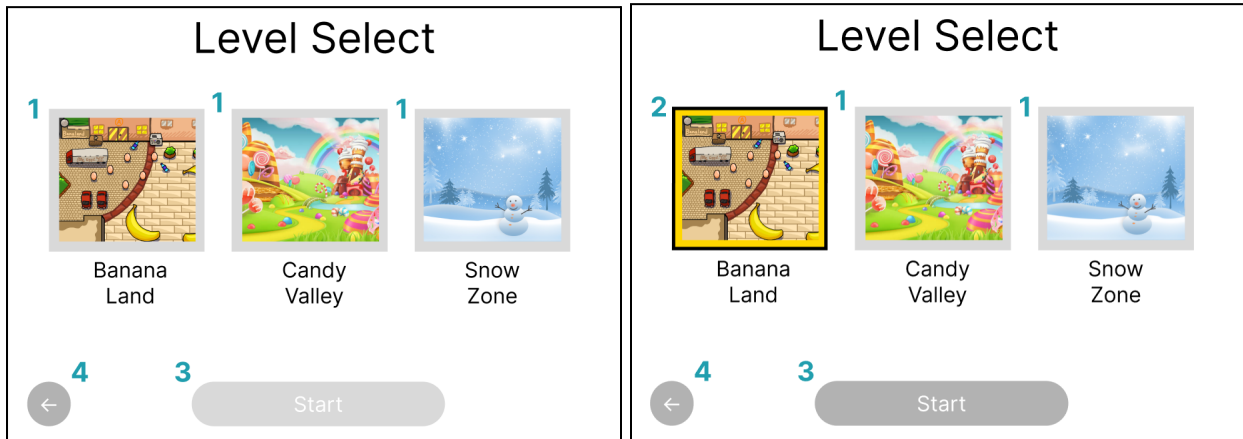 Level Select
1
1
1
Banana
Land
Candy
Valley
Snow
Zone
4
3
←
Start
Level Select
2
1
1
Banana
Land
Candy
Valley
Snow
Zone
4
3
←
Start